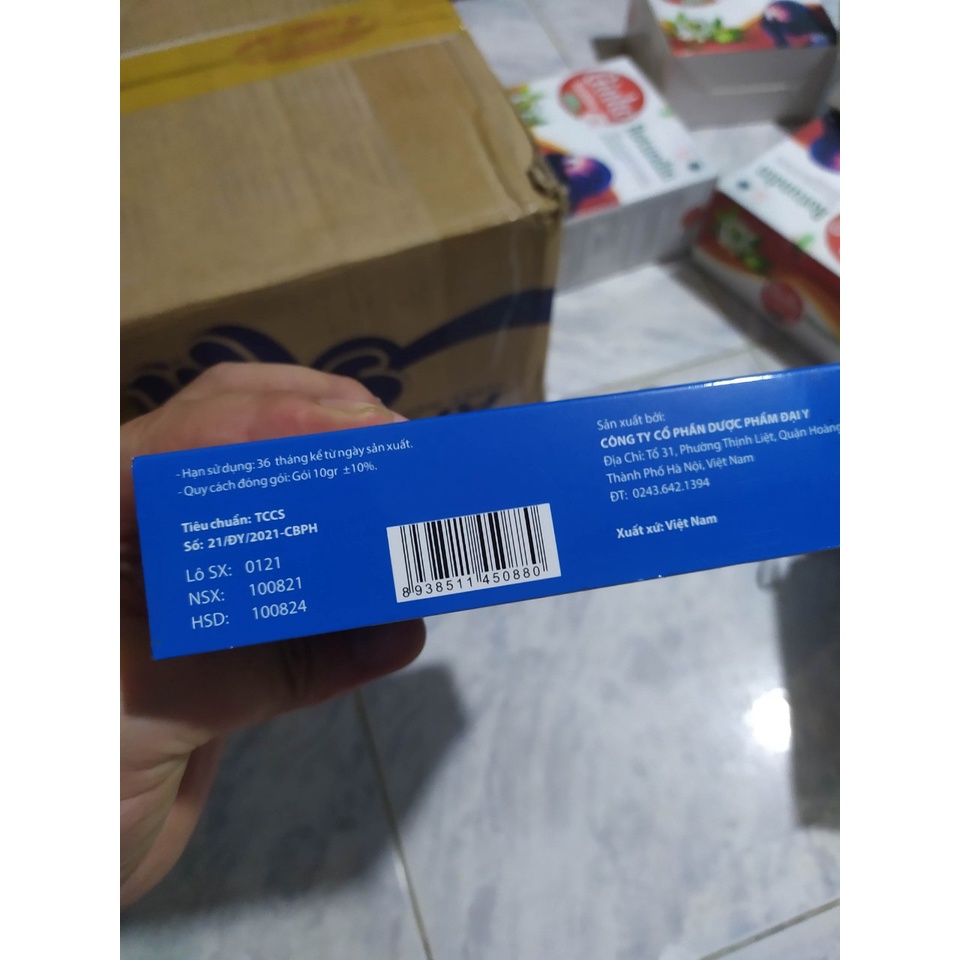 - Hạn sử dụng: 36 tháng kể từ ngày sản xuất.
- Quy cách đóng gói: Gói 10gr ±10%.
Tiêu chuẩn: TCCS
Số: 21/ĐY/2021-CBPH
Lô SX: 0121
NSX: 100821
HSD: 100824
8938511450880
Sản xuất bởi:
CÔNG TY CỔ PHẦN DƯỢC PHẨM ĐẠI Y
Địa Chỉ: Tổ 31, Phường Thịnh Liệt, Quận Hoàng
Thành Phố Hà Nội, Việt Nam
ĐT: 0243.642.1394
Xuất xứ: Việt Nam